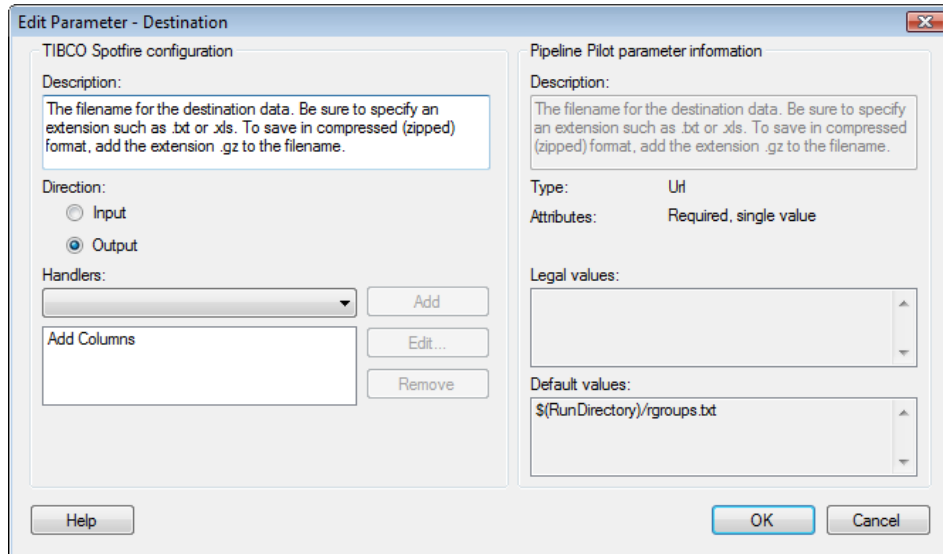 Edit Parameter - Destination
TIBCO Spotfire configuration
Description:
The filename for the destination data. Be sure to specify an
extension such as .txt or .xls. To save in compressed (zipped)
format, add the extension .gz to the filename.
Direction:
Input
Output
Handlers:
Add
Add Columns
Edit...
Remove
Pipeline Pilot parameter information
Description:
The filename for the destination data. Be sure to specify
an extension such as .txt or .xls. To save in compressed
(zipped) format, add the extension .gz to the filename.
Type: Url
Attributes: Required, single value
Legal values:
Default values:
$(RunDirectory)/rgroups.txt
Help
OK
Cancel